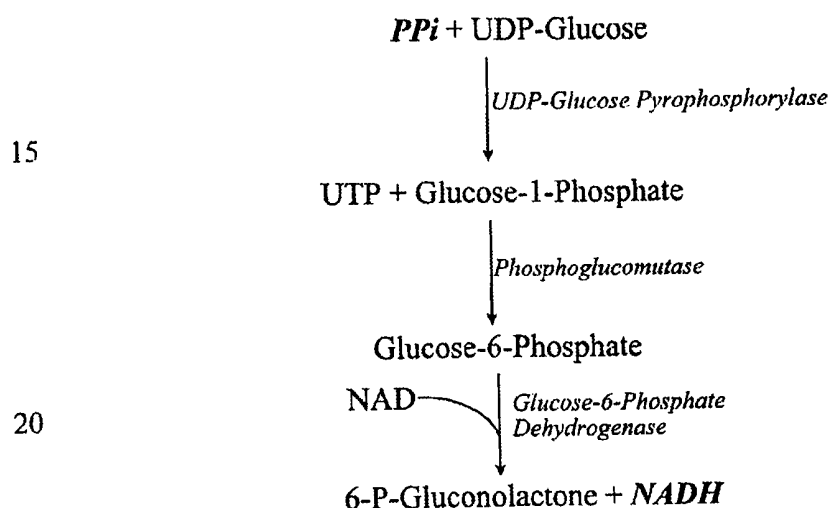 PPi + UDP-Glucose
UDP-Glucose Pyrophosphorylase
15
UTP + Glucose-1-Phosphate
Phosphoglucomutase
Glucose-6-Phosphate
NAD
Glucose-6-Phosphate
20
Dehydrogenase
6-P-Gluconolactone + NADH